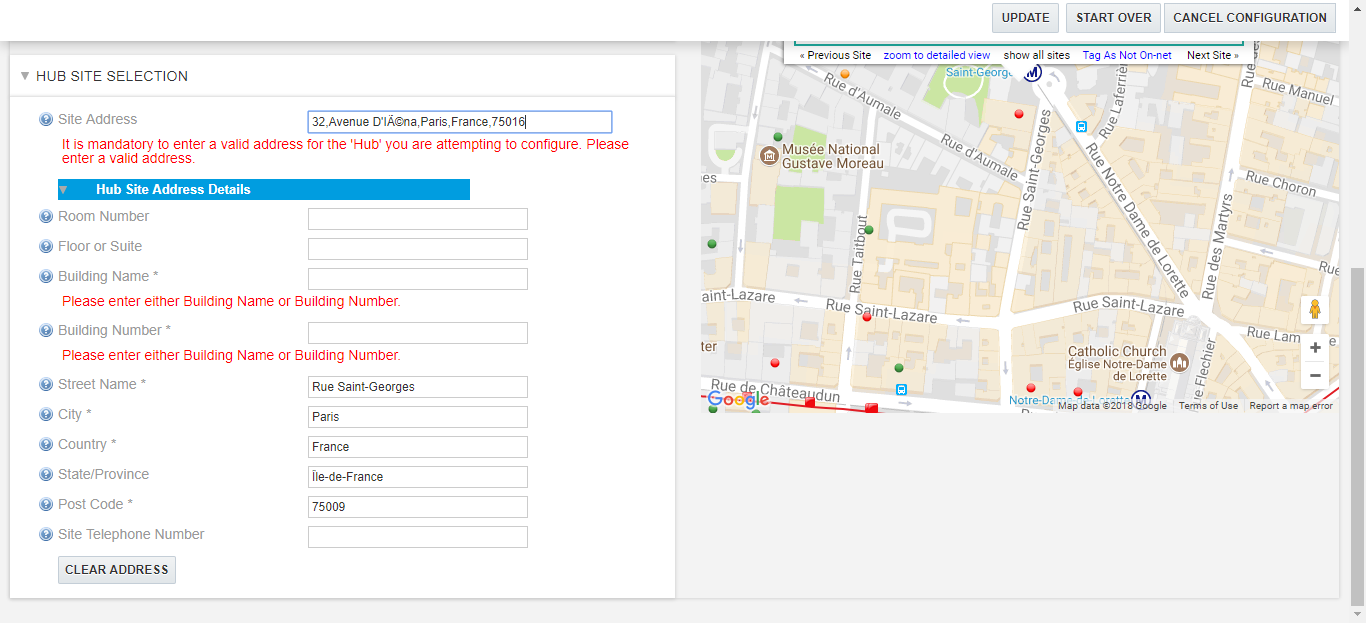 UPDATE
START OVER
CANCEL CONFIGURATION
HUB SITE SELECTION
Site Address
32,Avenue D'IÃ©na,Paris,France,75016
It is mandatory to enter a valid address for the 'Hub' you are attempting to configure. Please
enter a valid address.
Hub Site Address Details
Room Number
Floor or Suite
Building Name *
Please enter either Building Name or Building Number.
Building Number *
Please enter either Building Name or Building Number.
Street Name *
Rue Saint-Georges
City *
Paris
Country *
France
State/Province
Île-de-France
Post Code *
75009
Site Telephone Number
CLEAR ADDRESS
« Previous Site
zoom to detailed view
show all sites
Tag As Not On-net
Next Site »
Saint-Georg
Rue d'Aumale
Rue Laferriè
Rue Manuel
Musée National
Gustave Moreau
Rue d'Aumale
Rue Saint-Georges
Rue Notre Dame de Lorette
Rue Choron
Rue des Martyrs
Rue Taitbout
Rue
aint-Lazare
Rue Saint-Lazare
Rue Saint-Lazare
Rue Lam
ter
Catholic Church
Église Notre-Dame
de Lorette
e Flechier
Rue de Châteaudun
Google
Notre-Dame de Lorette
Map data ©2018 Google
Terms of Use
Report a map error